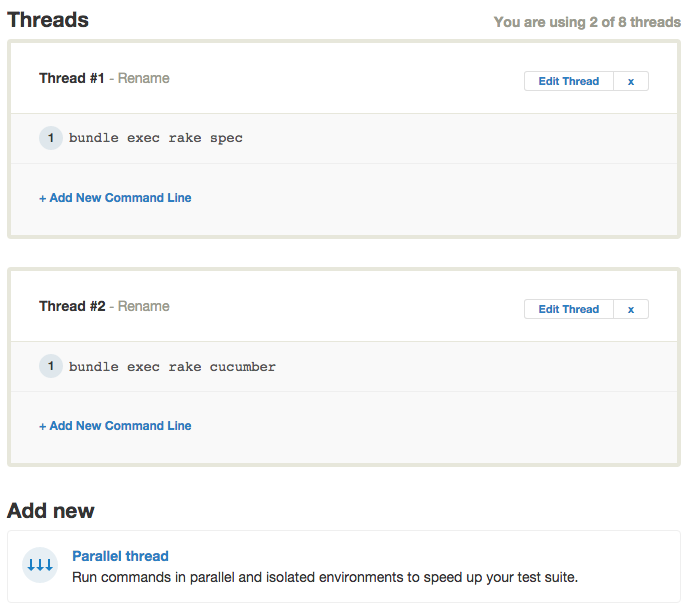 Threads
You are using 2 of 8 threads
Thread #1 - Rename
Edit Thread
x
1 bundle exec rake spec
+ Add New Command Line
Thread #2 - Rename
Edit Thread
x
1 bundle exec rake cucumber
+ Add New Command Line
Add new
Parallel thread
Run commands in parallel and isolated environments to speed up your test suite.